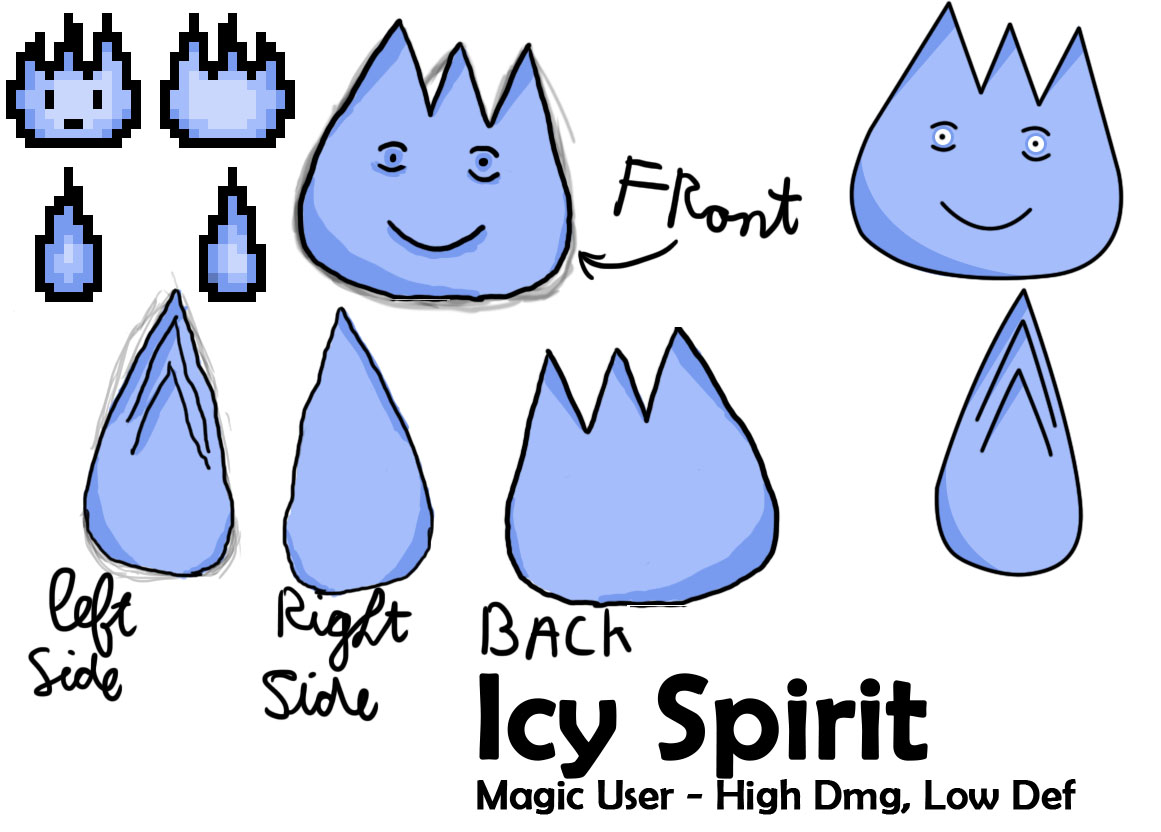 FRont
left
Side
Right
Side
BACk
Icy Spirit
Magic User - High Dmg, Low Def